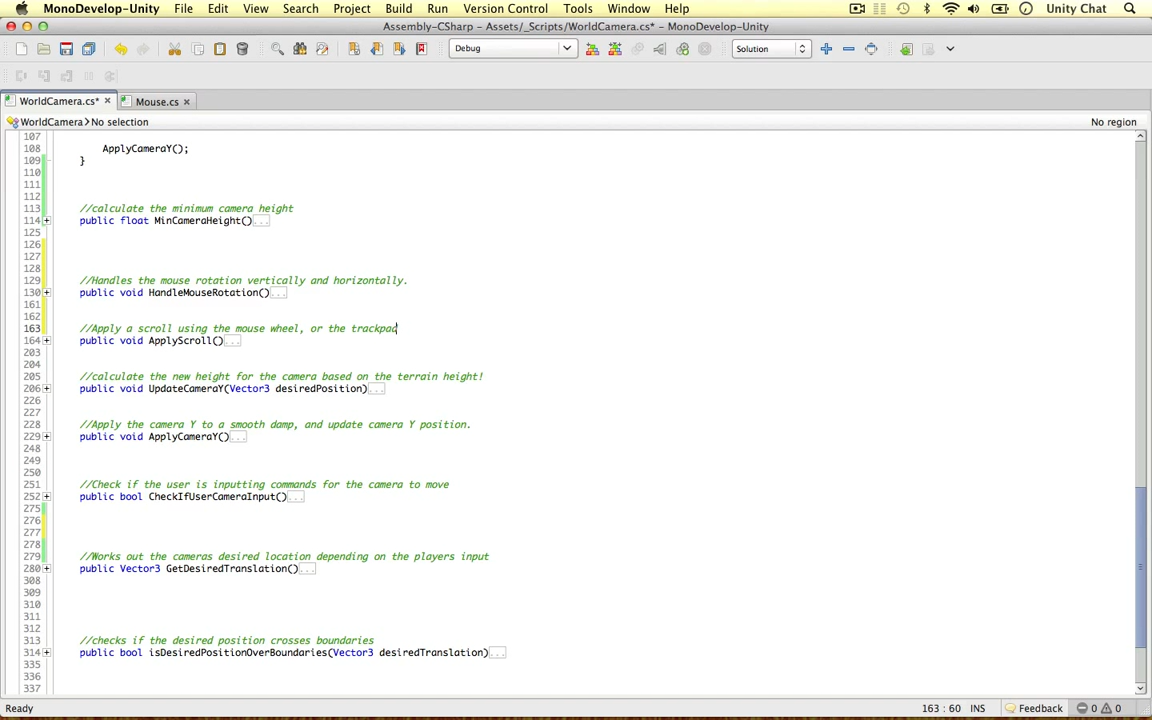 MonoDevelop-Unity File Edit View Search Project Build Run Version Control Tools Window Help Unity Chat
Assembly-CSharp - Assets/_Scripts/WorldCamera.cs* - MonoDevelop-Unity
Debug Solution
WorldCamera.cs* Mouse.cs
WorldCamera No selection No region
107
108 ApplyCameraY();
109 }
110
111
112
113 //calculate the minimum camera height
114 public float MinCameraHeight()...
125
126
127
128
129 //Handles the mouse rotation vertically and horizontally.
130 public void HandleMouseRotation()...
161
162
163 //Apply a scroll using the mouse wheel, or the trackpad
164 public void ApplyScroll()...
203
204
205 //calculate the new height for the camera based on the terrain height!
206 public void UpdateCameraY(Vector3 desiredPosition)...
226
227
228 //Apply the camera Y to a smooth damp, and update camera Y position.
229 public void ApplyCameraY()...
248
249
250
251 //Check if the user is inputting commands for the camera to move
252 public bool CheckIfUserCameraInput()...
275
276
277
278
279 //Works out the cameras desired location depending on the players input
280 public Vector3 GetDesiredTranslation()...
308
309
310
311
312
313 //checks if the desired position crosses boundaries
314 public bool isDesiredPositionOverBoundaries(Vector3 desiredTranslation)...
335
336
337
Ready 163 : 60 INS Feedback 0 0